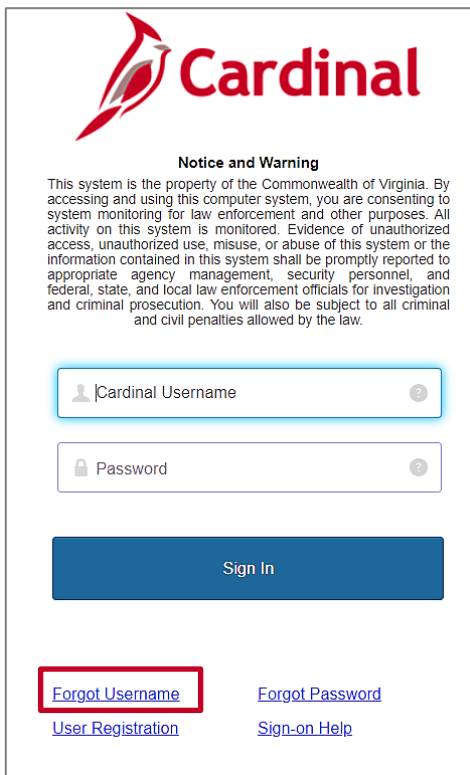 Cardinal
Notice and Warning
This system is the property of the Commonwealth of Virginia. By
accessing and using this computer system, you are consenting to
system monitoring for law enforcement and other purposes. All
activity on this system is monitored. Evidence of unauthorized
access, unauthorized use, misuse, or abuse of this system or the
information contained in this system shall be promptly reported to
appropriate agency management, security personnel, and
federal, state, and local law enforcement officials for investigation
and criminal prosecution. You will also be subject to all criminal
and civil penalties allowed by the law.
Cardinal Username ?
Password ?
Sign In
Forgot Username Forgot Password
User Registration Sign-on Help